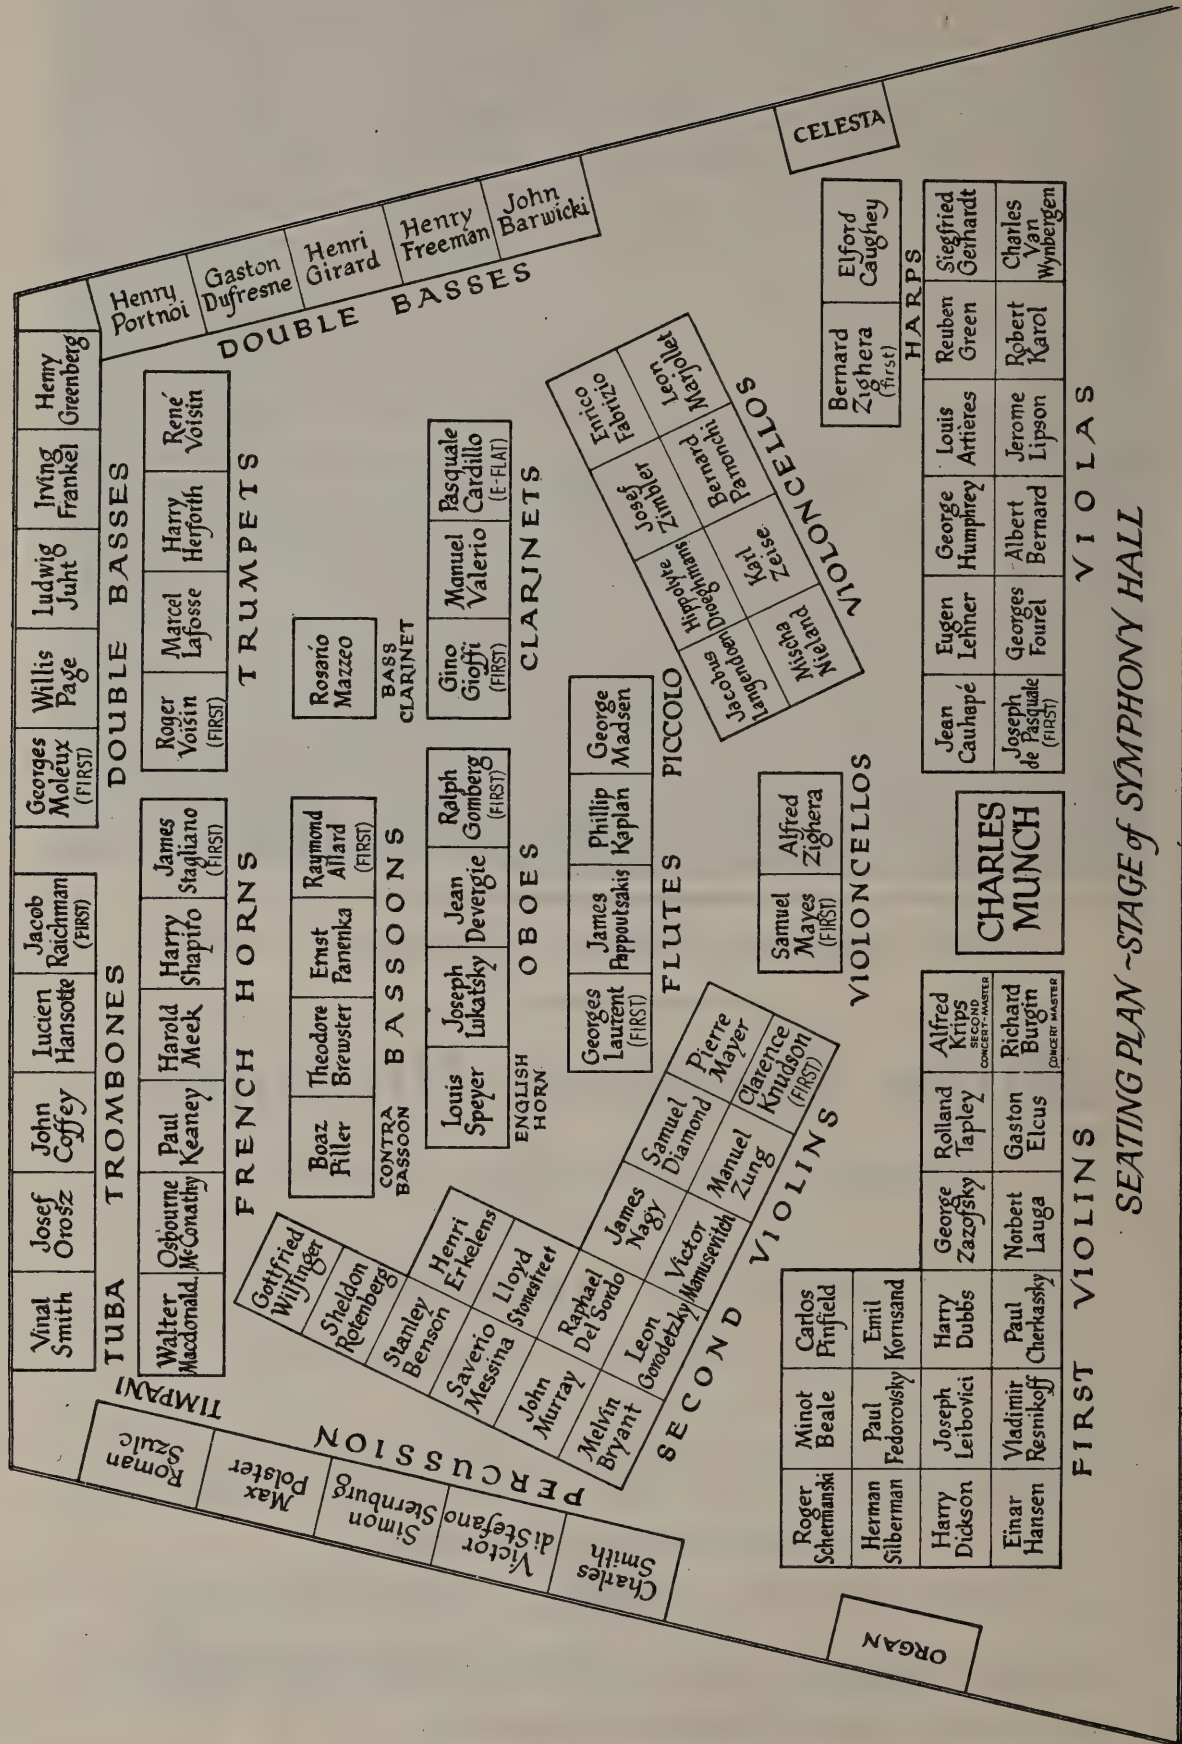 Vinal
Smith
Josef
Orosz
John
Coffey
Lucien
Hansotte
Jacob
Raichman
(FIRST)
Georges
Moleux
(FIRST)
Willis
Page
Ludwig
Juht
Irving
Frankel
Henry
Greenberg
TUBA TROMBONES
DOUBLE BASSES
Walter
Macdonald
Osbourne
McConathy
Paul
Keaney
Harold
Meek
Harry
Shapiro
James
Stagliano
(FIRST)
FRENCH HORNS
Roger
Voisin
(FIRST)
Marcel
Lafosse
Harry
Herforth
René
Voisin
TRUMPETS
Henry
Portnoi
Gaston
Dufresne
Henri
Girard
Henry
Freeman
John
Barwicki
DOUBLE BASSES
Roman
Szulc
TIMPANI
Max
Polster
Simon
Sternburg
Victor
diStefano
Charles
Smith
PERCUSSION
Boaz
Piller
Theodore
Brewster
Ernst
Panenka
Raymond
Allard
(FIRST)
CONTRA
BASSOON
BASSOONS
Rosario
Mazzeo
BASS
CLARINET
Louis
Speyer
Joseph
Lukatsky
Jean
Devergie
Ralph
Gomberg
(FIRST)
ENGLISH
HORN
OBOES
Gino
Cioffi
(FIRST)
Manuel
Valerio
Pasquale
Cardillo
(E-FLAT)
CLARINETS
Georges
Laurent
(FIRST)
James
Pappoutsakis
Phillip
Kaplan
George
Madsen
FLUTES PICCOLO
Gottfried
Wilfinger
Sheldon
Rotenberg
Stanley
Benson
Henri
Erkelens
Saverio
Messina
Lloyd
Stonestreet
John
Murray
Raphael
Del Sordo
James
Nagy
Samuel
Diamond
Pierre
Mayer
Melvin
Bryant
Leon
Gorodetzky
Victor
Manusevitch
Manuel
Zung
Clarence
Knudson
(FIRST)
SECOND VIOLINS
Jacobus
Langendoen
Hippolyte
Droeghmans
Josef
Zimbler
Enrico
Fabrizio
Mischa
Nieland
Karl
Zeise
Bernard
Parronchi
Leon
Marjollet
VIOLONCELLOS
Samuel
Mayes
(FIRST)
Alfred
Zighera
VIOLONCELLOS
CELESTA
Bernard
Zighera
(first)
Elford
Caughey
HARPS
Roger
Schermanski
Minot
Beale
Carlos
Pinfield
Herman
Silberman
Paul
Fedorovsky
Emil
Kornsand
Harry
Dickson
Joseph
Leibovici
Harry
Dubbs
George
Zazofsky
Rolland
Tapley
Alfred
Krips
SECOND
CONCERT-MASTER
Einar
Hansen
Vladimir
Resnikoff
Paul
Cherkassky
Norbert
Lauga
Gaston
Elcus
Richard
Burgin
CONCERT MASTER
FIRST VIOLINS
CHARLES
MUNCH
Jean
Cauhapé
Eugen
Lehner
George
Humphrey
Louis
Artières
Reuben
Green
Siegfried
Gerhardt
Joseph
de Pasquale
(FIRST)
Georges
Fourel
Albert
Bernard
Jerome
Lipson
Robert
Karol
Charles
Van
Wynbergen
VIOLAS
ORGAN
SEATING PLAN ~ STAGE of SYMPHONY HALL